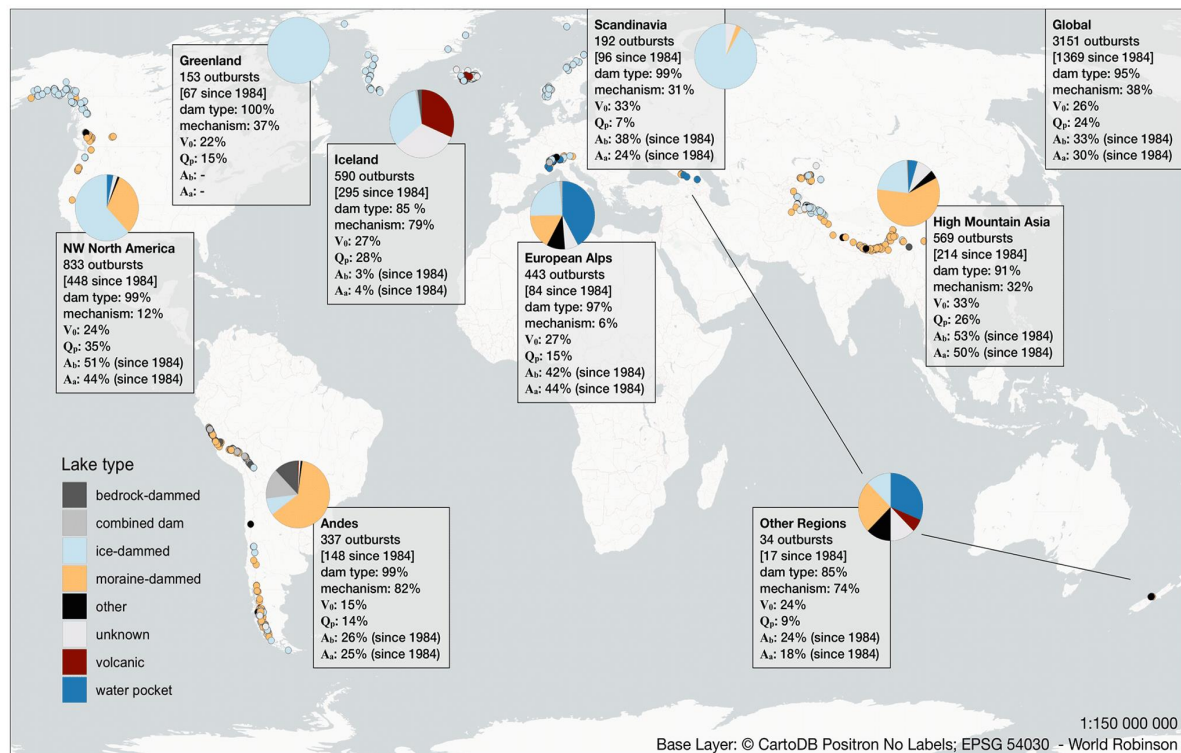 Greenland
153 outbursts
[67 since 1984]
dam type: 100%
mechanism: 37%
V₀: 22%
Qₚ: 15%
A_b: -
Aₐ: -
Iceland
590 outbursts
[295 since 1984]
dam type: 85 %
mechanism: 79%
V₀: 27%
Qₚ: 28%
A_b: 3% (since 1984)
Aₐ: 4% (since 1984)
Scandinavia
192 outbursts
[96 since 1984]
dam type: 99%
mechanism: 31%
V₀: 33%
Qₚ: 7%
A_b: 38% (since 1984)
Aₐ: 24% (since 1984)
Global
3151 outbursts
[1369 since 1984]
dam type: 95%
mechanism: 38%
V₀: 26%
Qₚ: 24%
A_b: 33% (since 1984)
Aₐ: 30% (since 1984)
NW North America
833 outbursts
[448 since 1984]
dam type: 99%
mechanism: 12%
V₀: 24%
Qₚ: 35%
A_b: 51% (since 1984)
Aₐ: 44% (since 1984)
European Alps
443 outbursts
[84 since 1984]
dam type: 97%
mechanism: 6%
V₀: 27%
Qₚ: 15%
A_b: 42% (since 1984)
Aₐ: 44% (since 1984)
High Mountain Asia
569 outbursts
[214 since 1984]
dam type: 91%
mechanism: 32%
V₀: 33%
Qₚ: 26%
A_b: 53% (since 1984)
Aₐ: 50% (since 1984)
Lake type
bedrock-dammed
combined dam
ice-dammed
moraine-dammed
other
unknown
volcanic
water pocket
Andes
337 outbursts
[148 since 1984]
dam type: 99%
mechanism: 82%
V₀: 15%
Qₚ: 14%
A_b: 26% (since 1984)
Aₐ: 25% (since 1984)
Other Regions
34 outbursts
[17 since 1984]
dam type: 85%
mechanism: 74%
V₀: 24%
Qₚ: 9%
A_b: 24% (since 1984)
Aₐ: 18% (since 1984)
1:150 000 000
Base Layer: © CartoDB Positron No Labels; EPSG 54030 - World Robinson